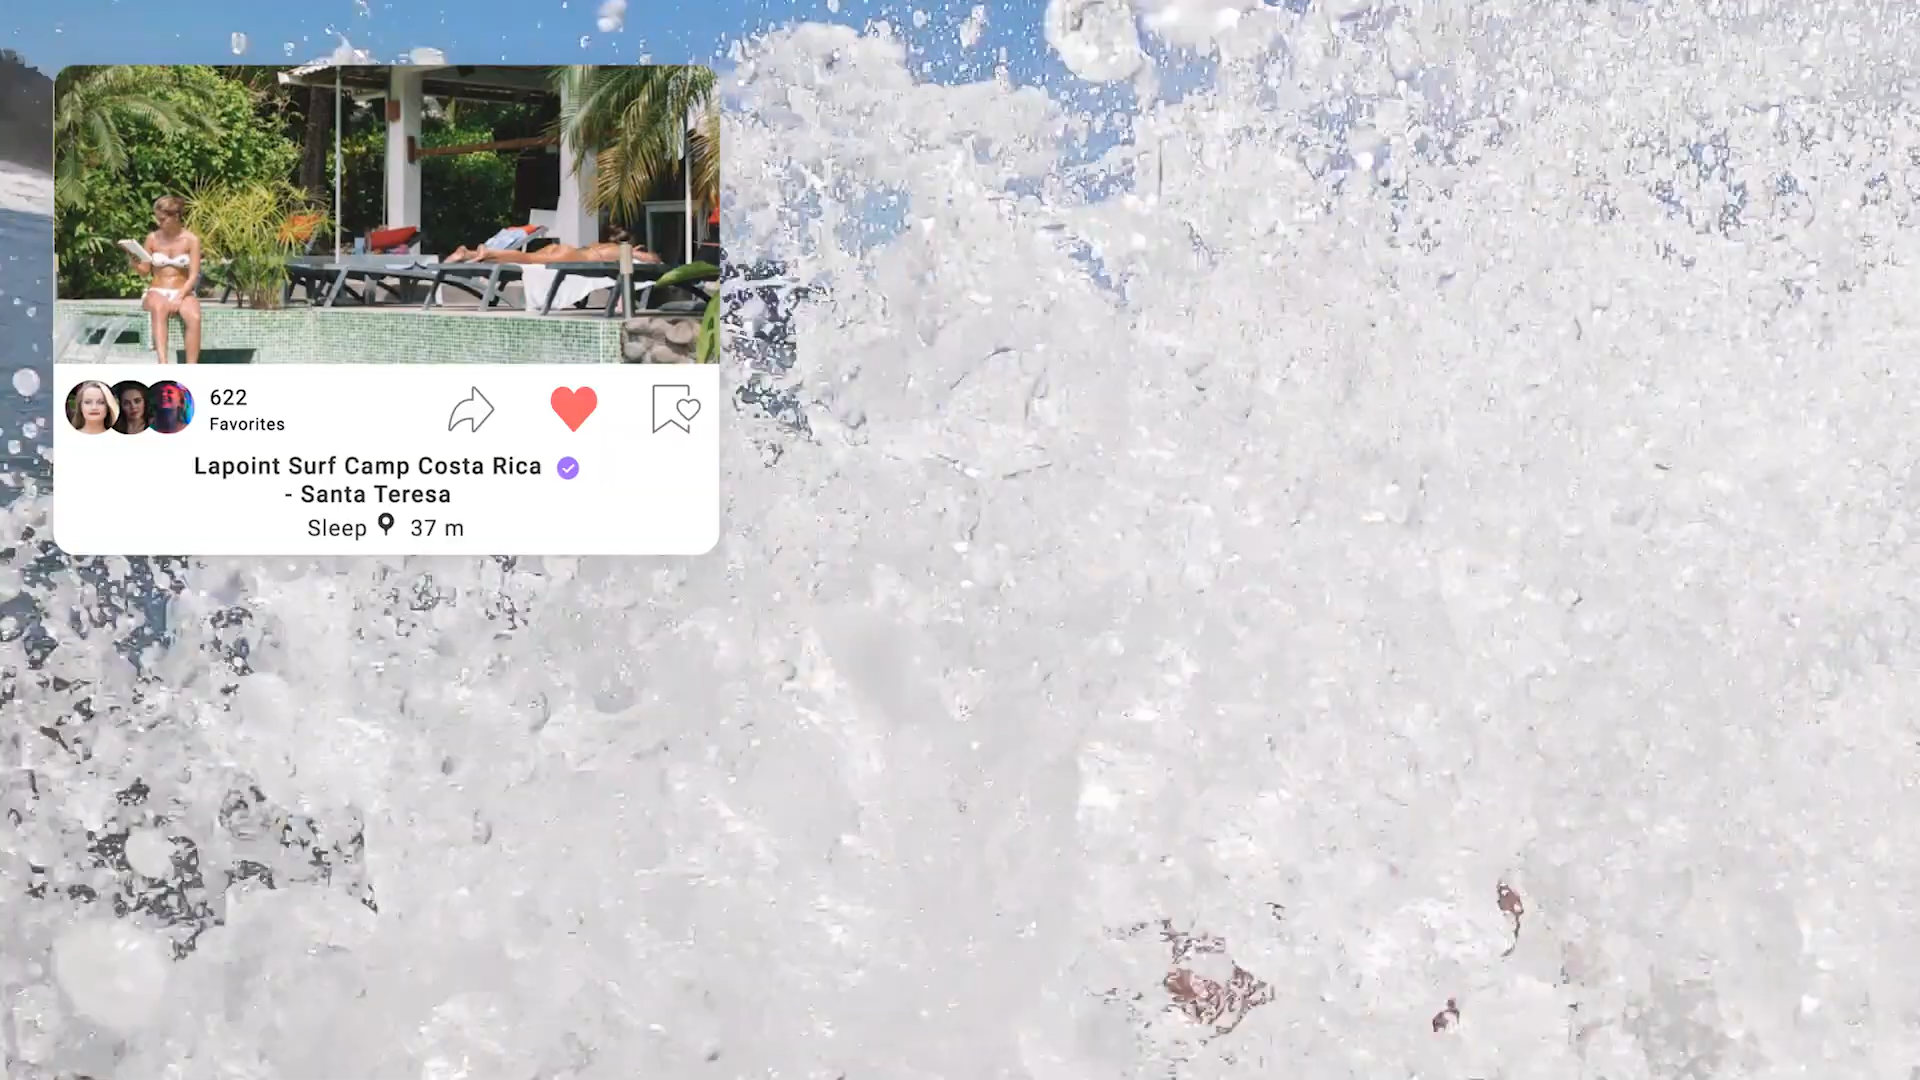 622
Favorites
Lapoint Surf Camp Costa Rica
- Santa Teresa
Sleep 37 m